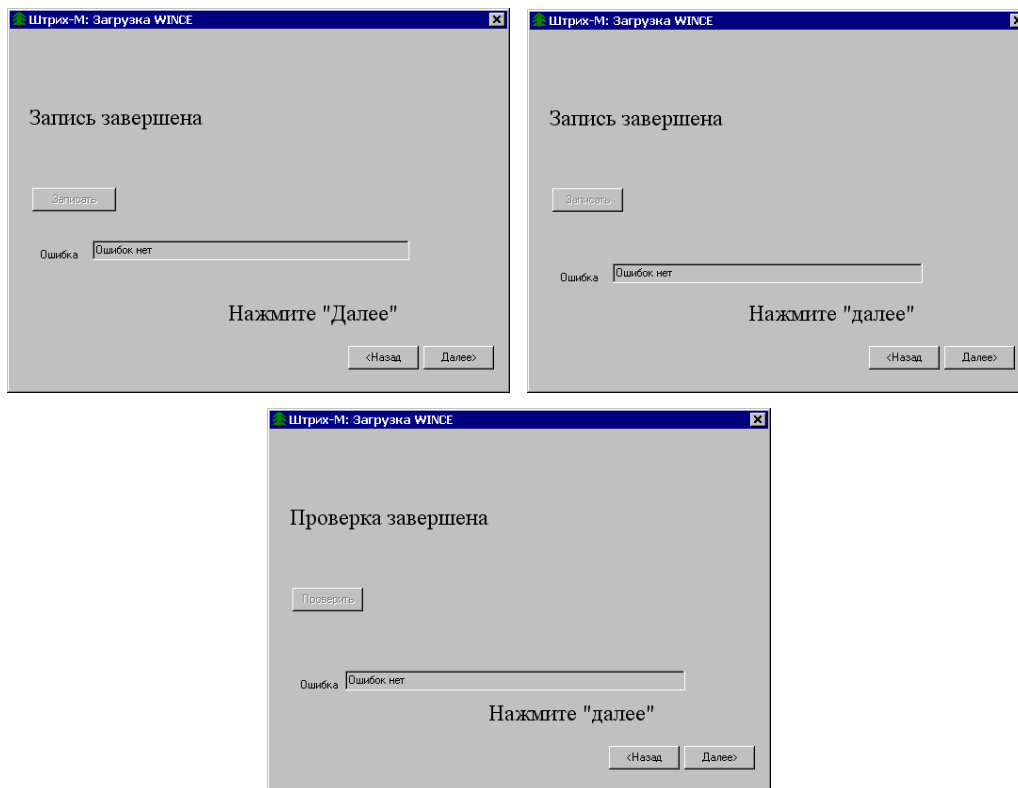 Штрих-М: Загрузка WINCE
Запись завершена
Записать
Ошибка Ошибок нет
Нажмите "Далее"
<Назад Далее>
Штрих-М: Загрузка WINCE
Запись завершена
Записать
Ошибка Ошибок нет
Нажмите "далее"
<Назад Далее>
Штрих-М: Загрузка WINCE
Проверка завершена
Проверить
Ошибка Ошибок нет
Нажмите "далее"
<Назад Далее>